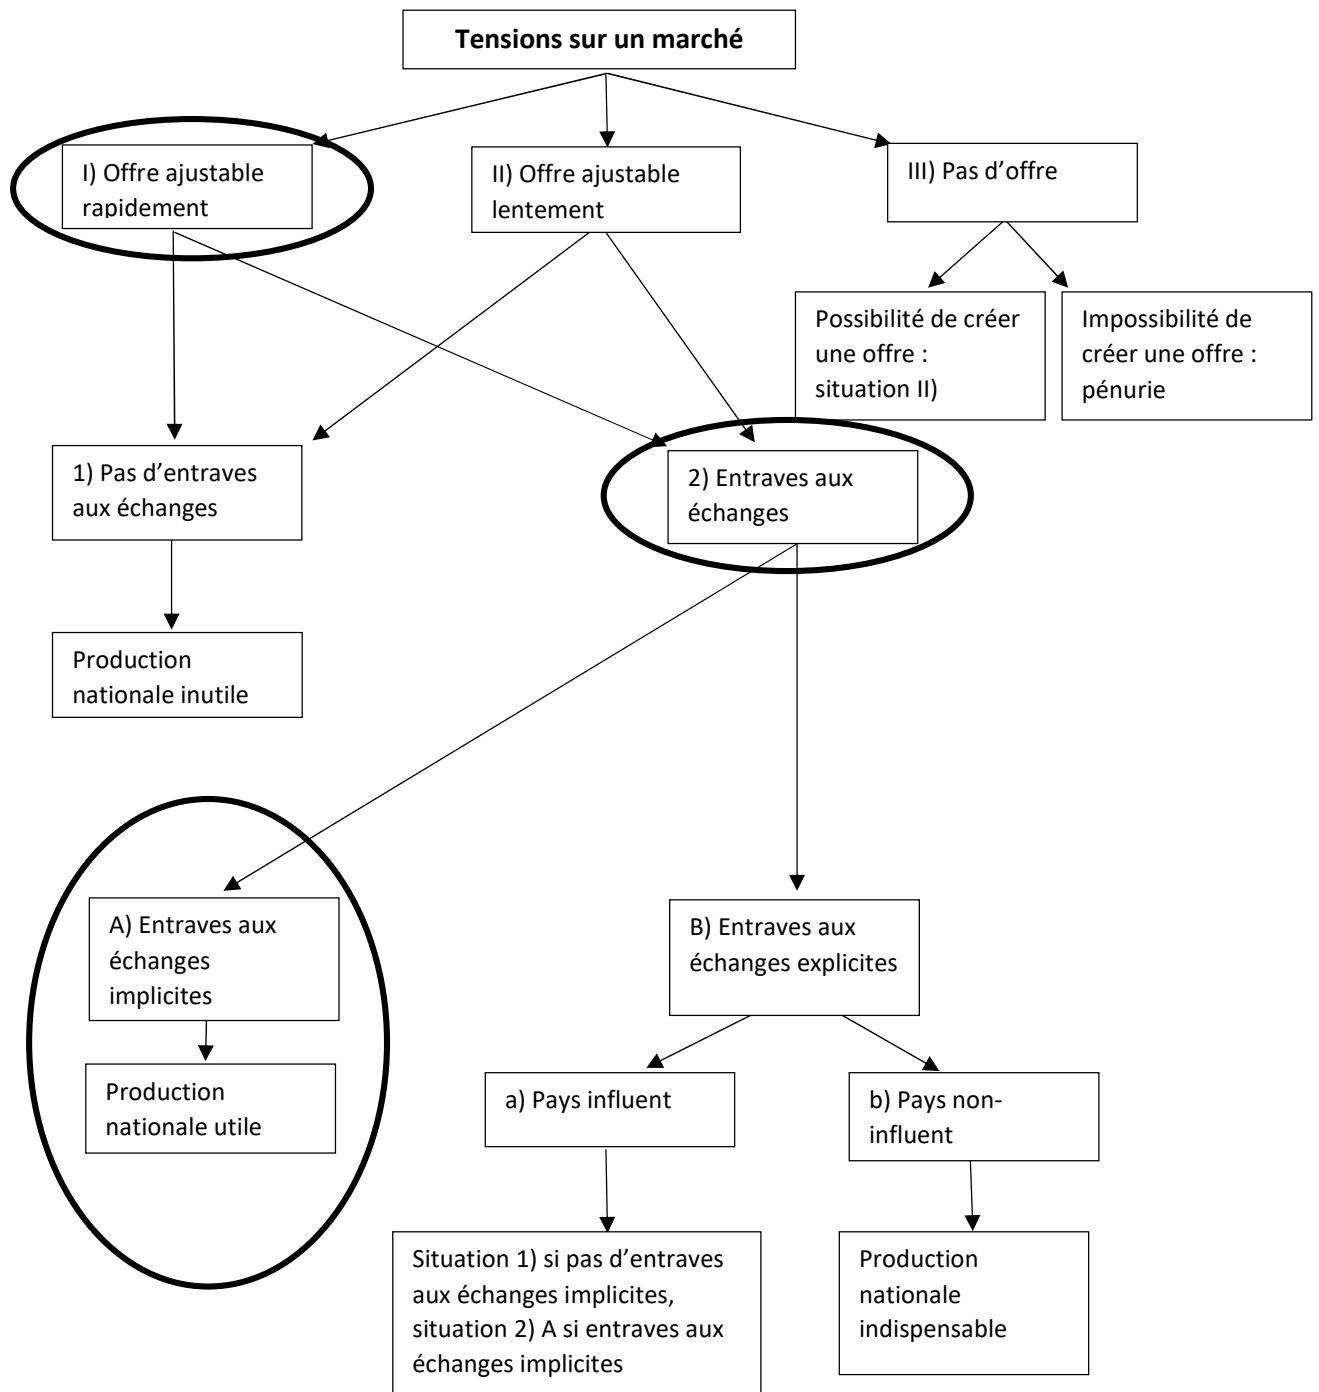 Tensions sur un marché
I) Offre ajustable
rapidement
II) Offre ajustable
lentement
III) Pas d’offre
Possibilité de créer
une offre :
situation II)
Impossibilité de
créer une offre :
pénurie
1) Pas d’entraves
aux échanges
2) Entraves aux
échanges
Production
nationale inutile
A) Entraves aux
échanges
implicites
B) Entraves aux
échanges explicites
Production
nationale utile
a) Pays influent
b) Pays non-
influent
Situation 1) si pas d’entraves
aux échanges implicites,
situation 2) A si entraves aux
échanges implicites
Production
nationale
indispensable